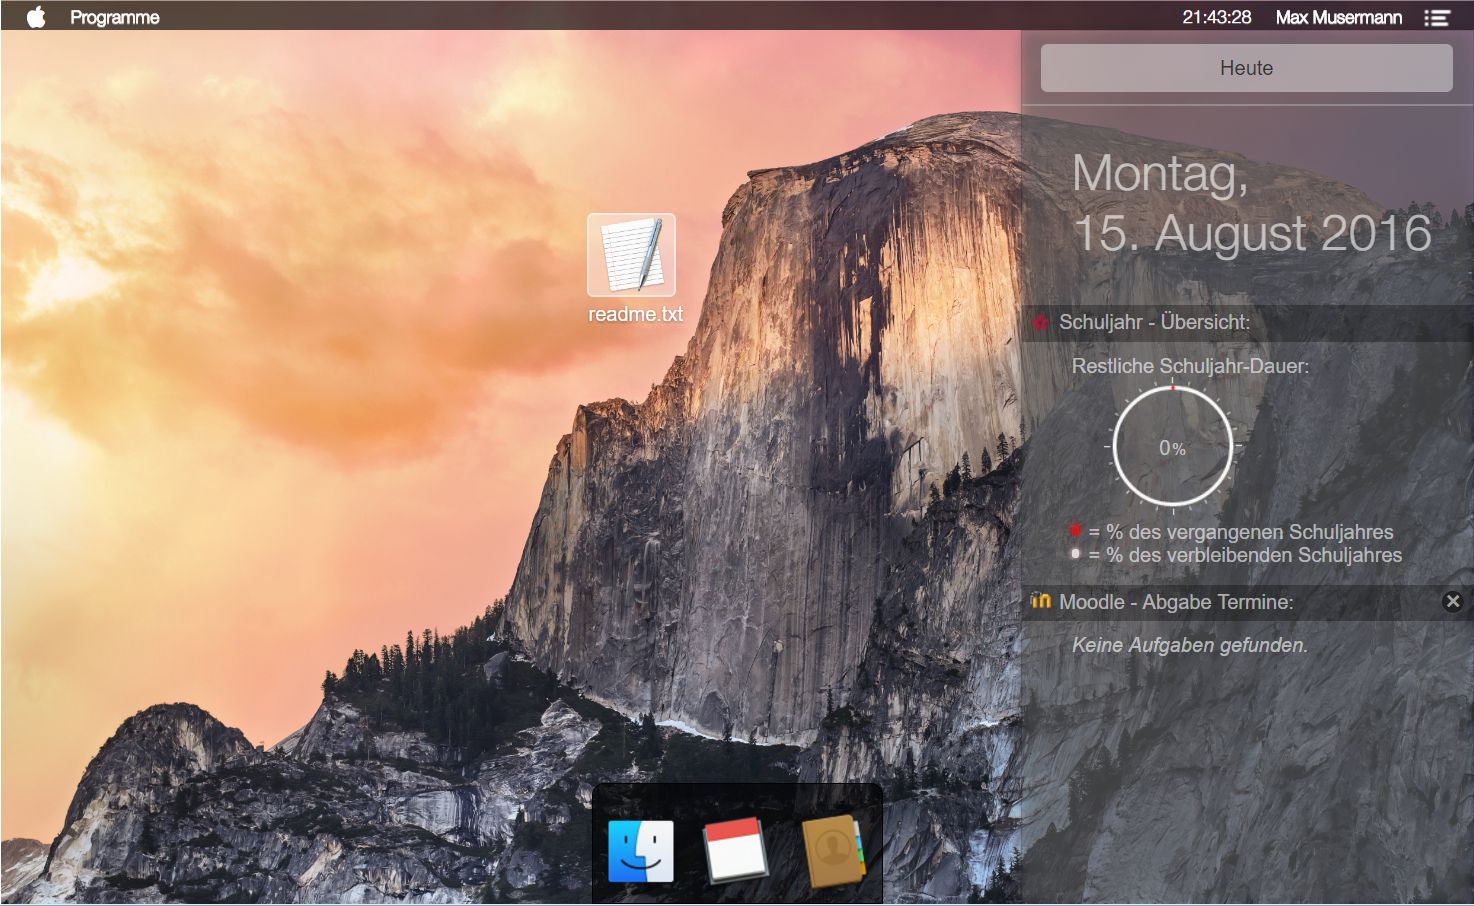 Programme
21:43:28 Max Musermann
Heute
Montag,
15. August 2016
readme.txt
Schuljahr - Übersicht:
Restliche Schuljahr-Dauer:
0%
= % des vergangenen Schuljahres
= % des verbleibenden Schuljahres
Moodle - Abgabe Termine:
Keine Aufgaben gefunden.